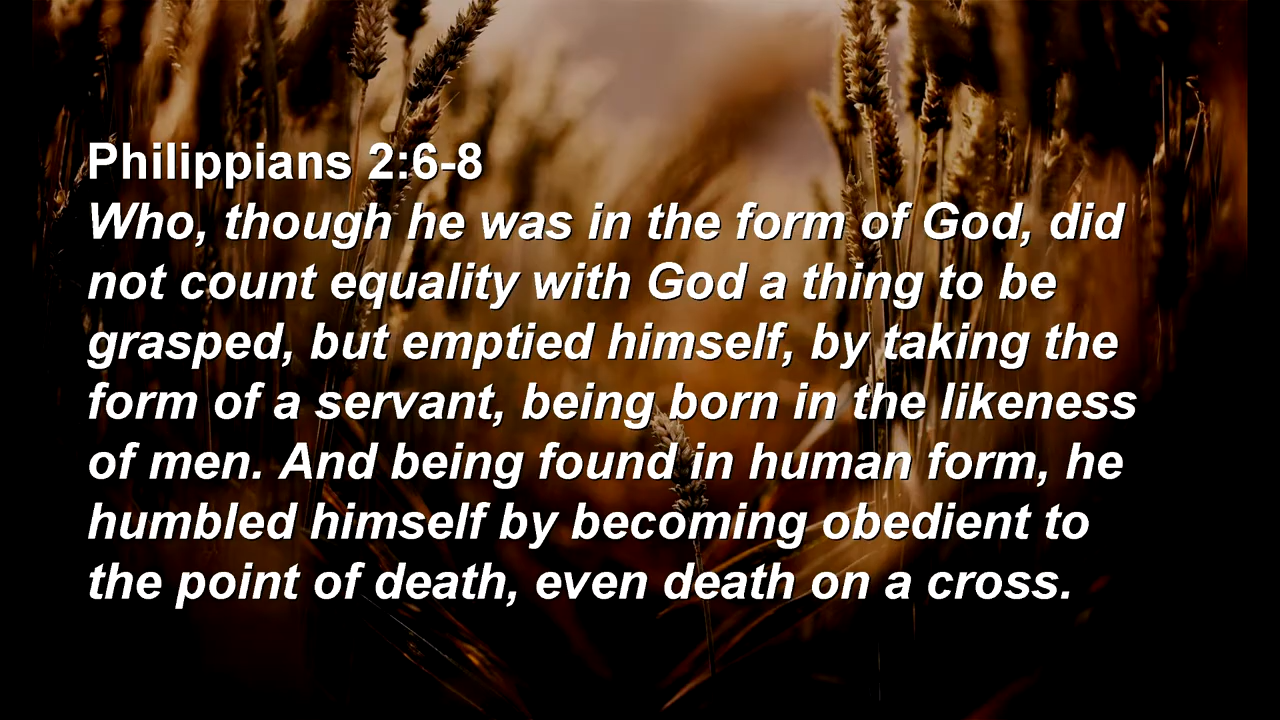 Philippians 2:6-8
Who, though he was in the form of God, did
not count equality with God a thing to be
grasped, but emptied himself, by taking the
form of a servant, being born in the likeness
of men. And being found in human form, he
humbled himself by becoming obedient to
the point of death, even death on a cross.